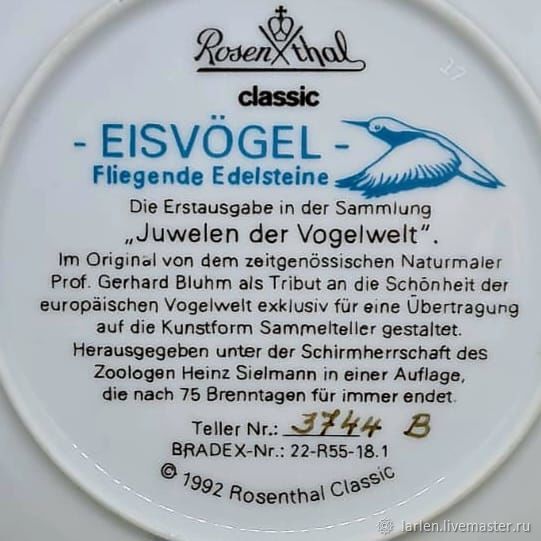 Rosenthal
17
classic
- EISVÖGEL -
Fliegende Edelsteine
Die Erstausgabe in der Sammlung
„Juwelen der Vogelwelt“.
Im Original von dem zeitgenössischen Naturmaler
Prof. Gerhard Bluhm als Tribut an die Schönheit der
europäischen Vogelwelt exklusiv für eine Übertragung
auf die Kunstform Sammelteller gestaltet.
Herausgegeben unter der Schirmherrschaft des
Zoologen Heinz Sielmann in einer Auflage,
die nach 75 Brenntagen für immer endet.
Teller Nr.: 3744 B
BRADEX-Nr.: 22-R55-18.1
© 1992 Rosenthal Classic
larlen.livemaster.ru